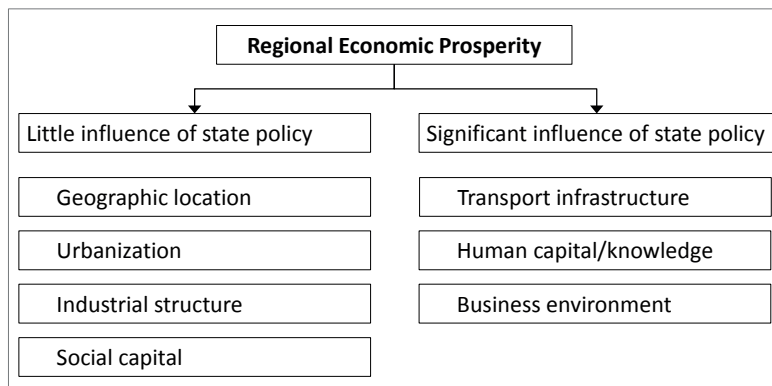 Regional Economic Prosperity
Little influence of state policy
Geographic location
Urbanization
Industrial structure
Social capital
Significant influence of state policy
Transport infrastructure
Human capital/knowledge
Business environment